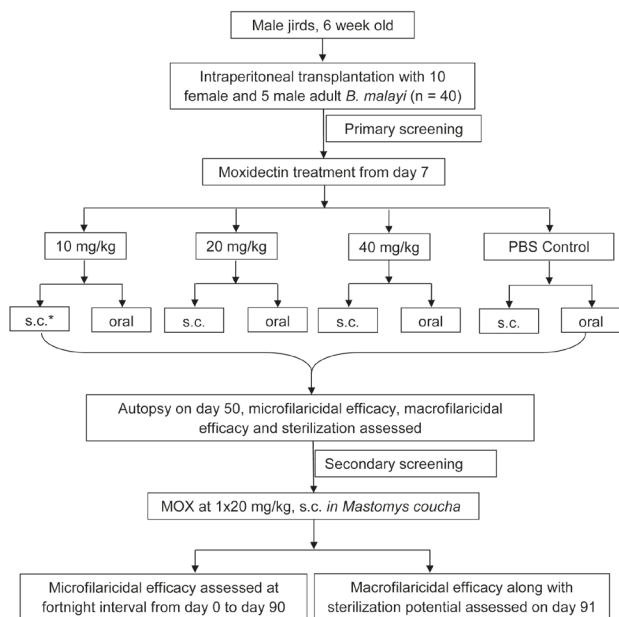 Male jirds, 6 week old
Intraperitoneal transplantation with 10
female and 5 male adult B. malayi (n = 40)
Primary screening
Moxidectin treatment from day 7
10 mg/kg
20 mg/kg
40 mg/kg
PBS Control
s.c.*
oral
s.c.
oral
s.c.
oral
s.c.
oral
Autopsy on day 50, microfilaricidal efficacy, macrofilaricidal
efficacy and sterilization assessed
Secondary screening
MOX at 1x20 mg/kg, s.c. in Mastomys coucha
Microfilaricidal efficacy assessed at
fortnight interval from day 0 to day 90
Macrofilaricidal efficacy along with
sterilization potential assessed on day 91